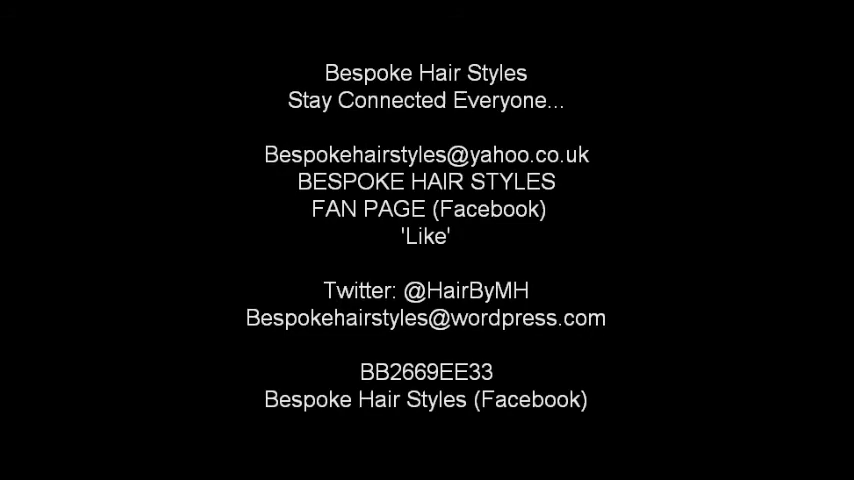 Bespoke Hair Styles
Stay Connected Everyone...
Bespokehairstyles@yahoo.co.uk
BESPOKE HAIR STYLES
FAN PAGE (Facebook)
'Like'
Twitter: @HairByMH
Bespokehairstyles@wordpress.com
BB2669EE33
Bespoke Hair Styles (Facebook)